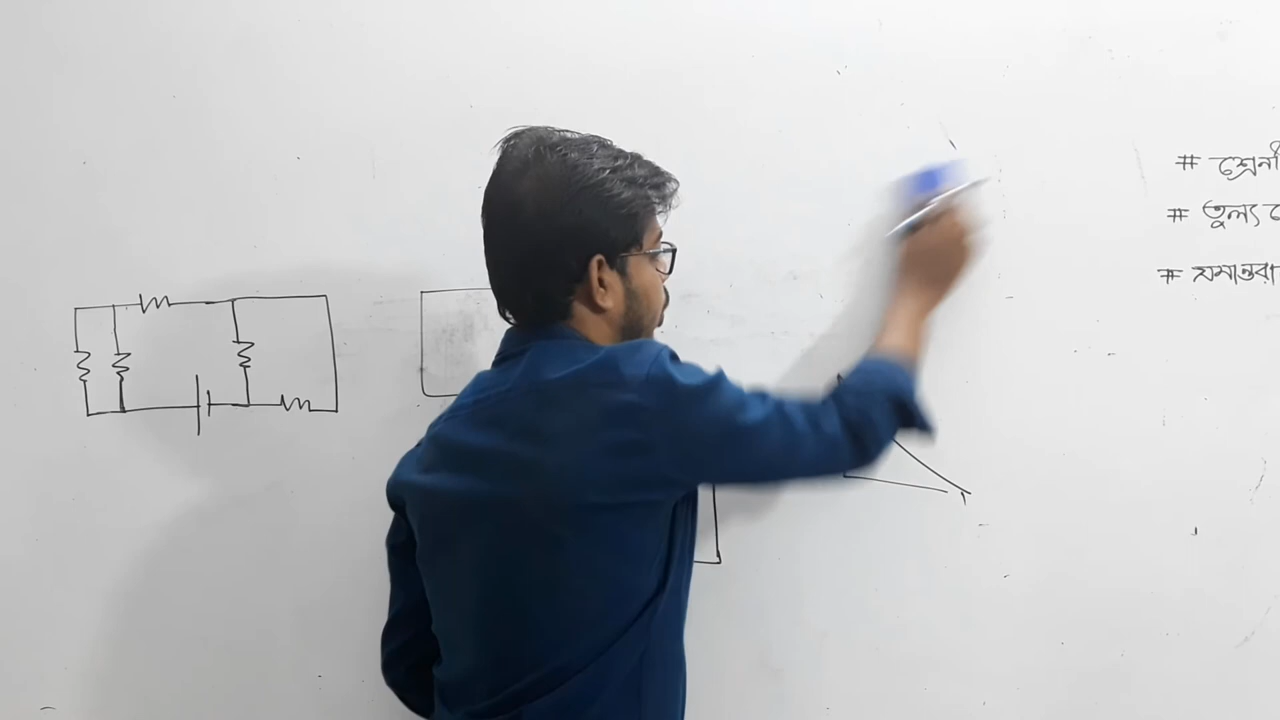 # শ্রেনী
# তুল্য
# সমান্তরা